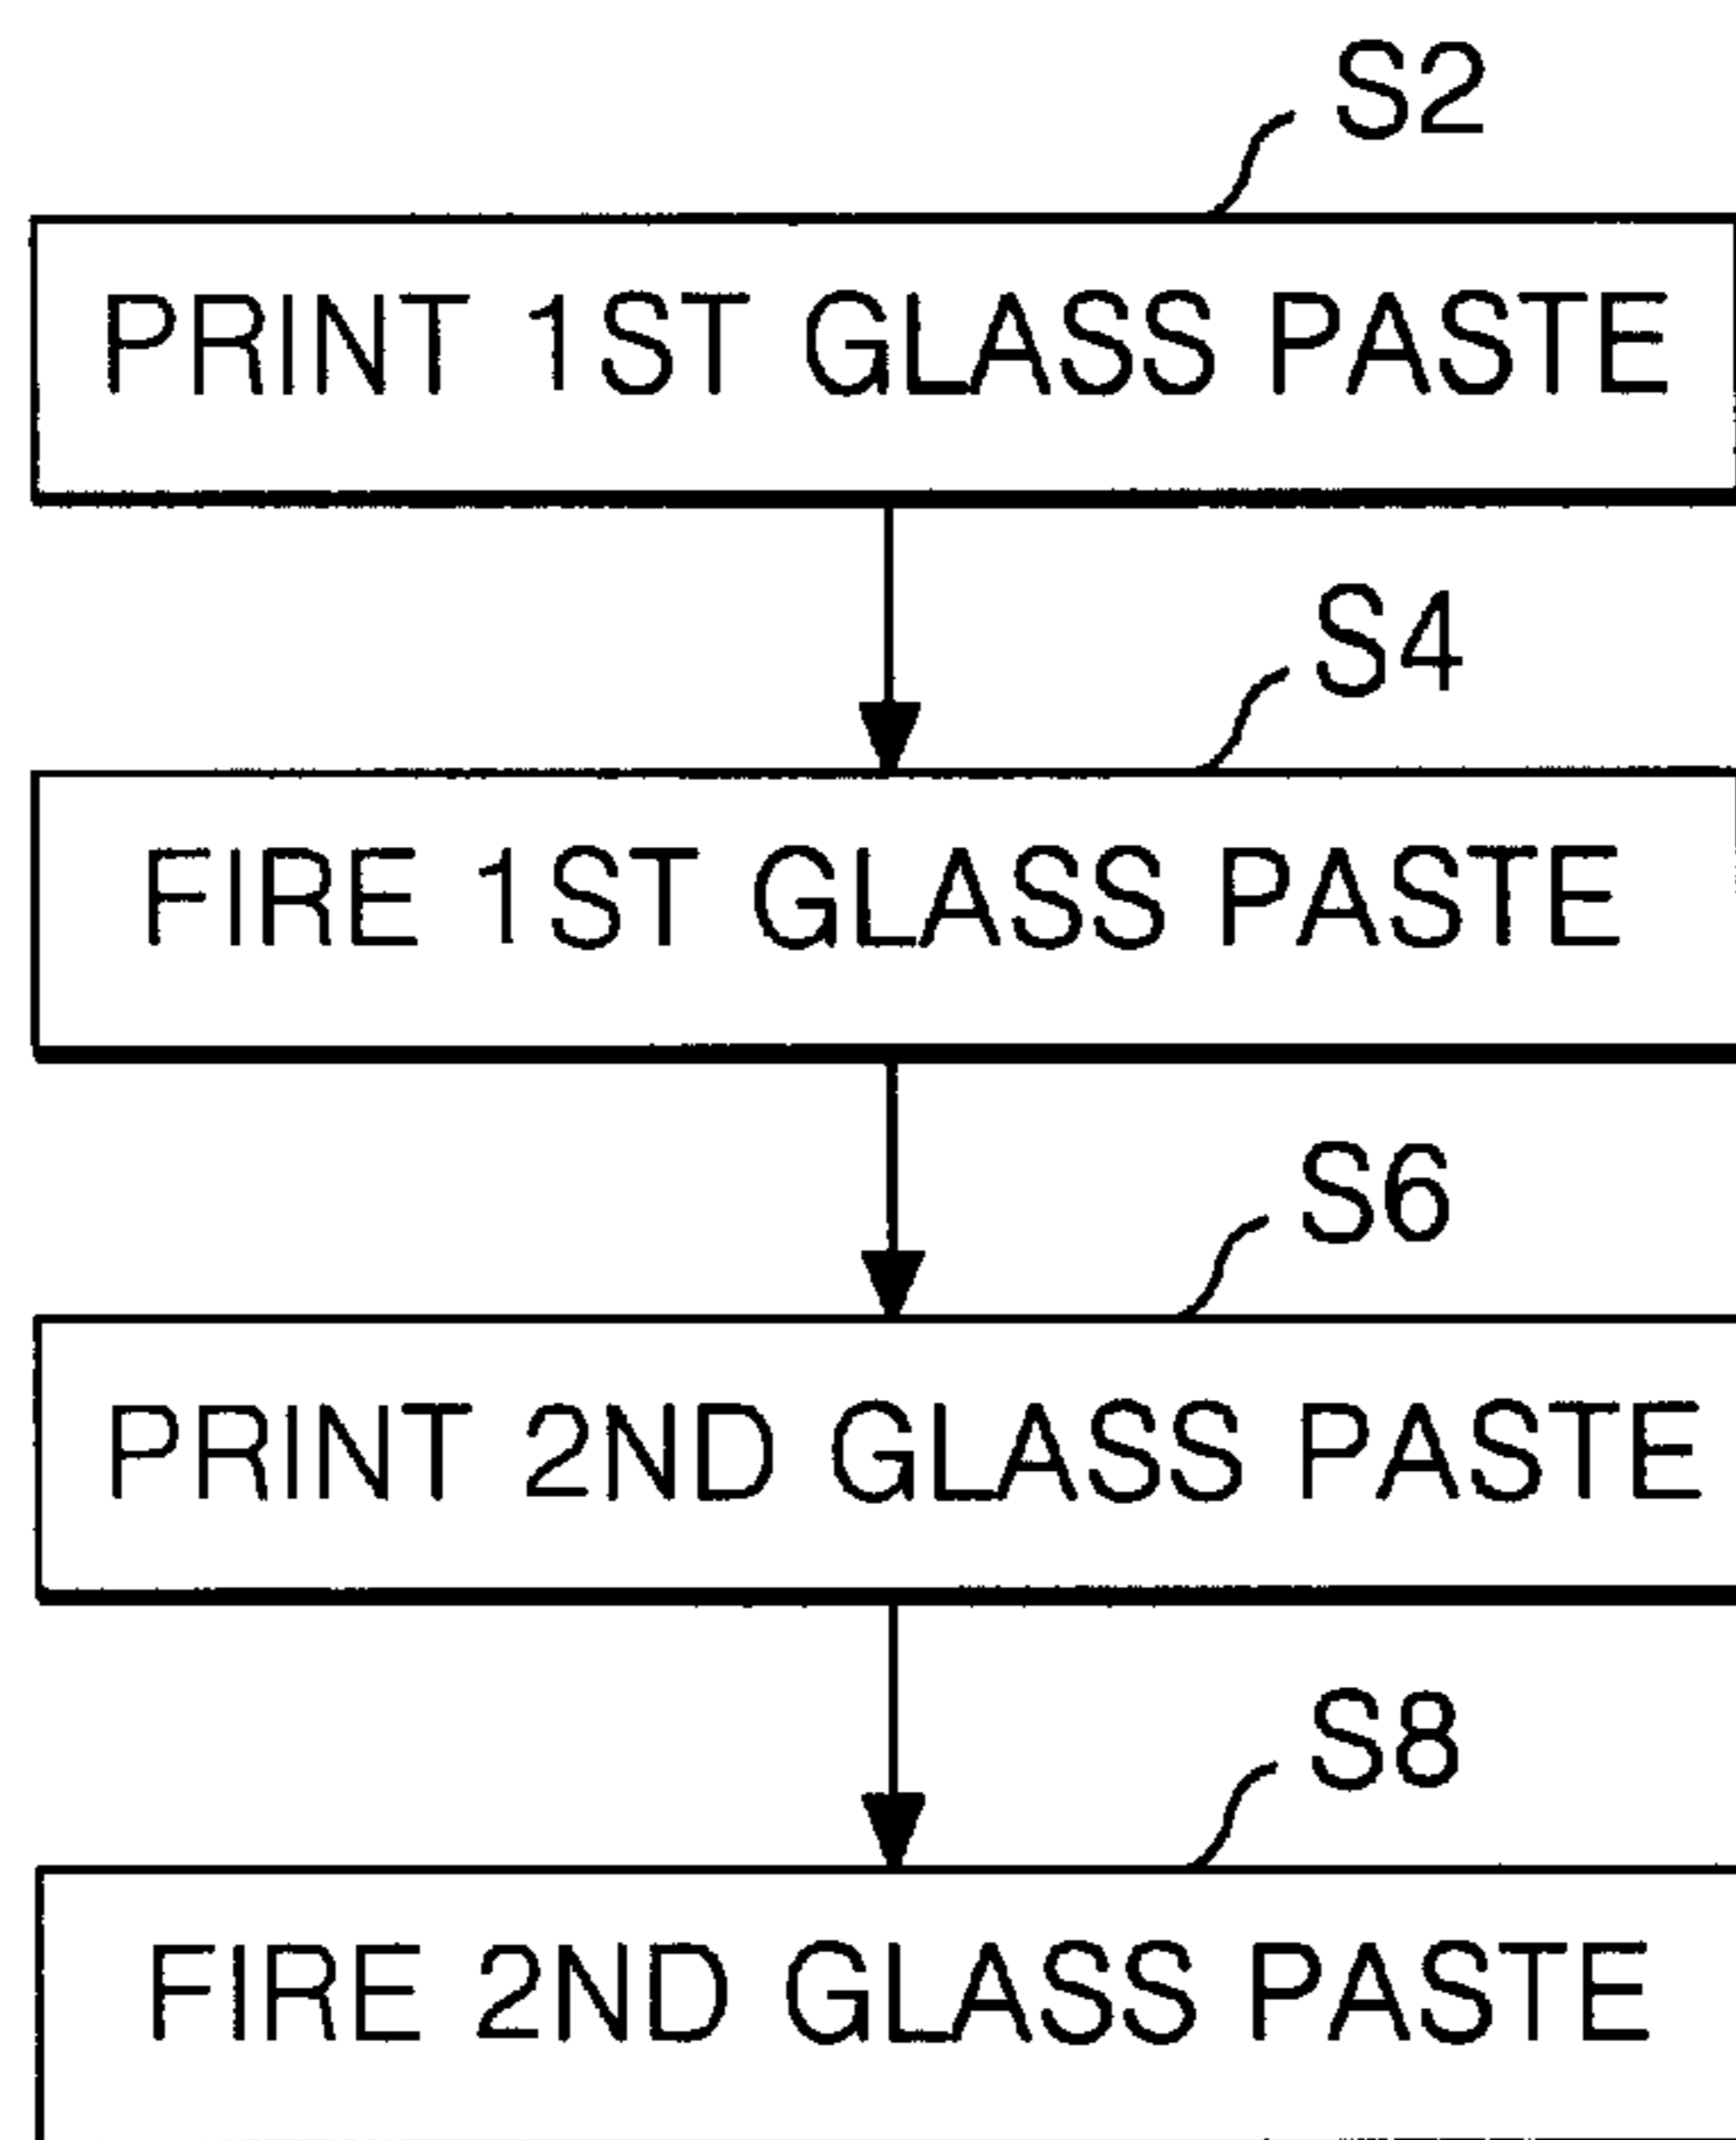 S2
PRINT 1ST GLASS PASTE
S4
FIRE 1ST GLASS PASTE
S6
PRINT 2ND GLASS PASTE
S8
FIRE 2ND GLASS PASTE